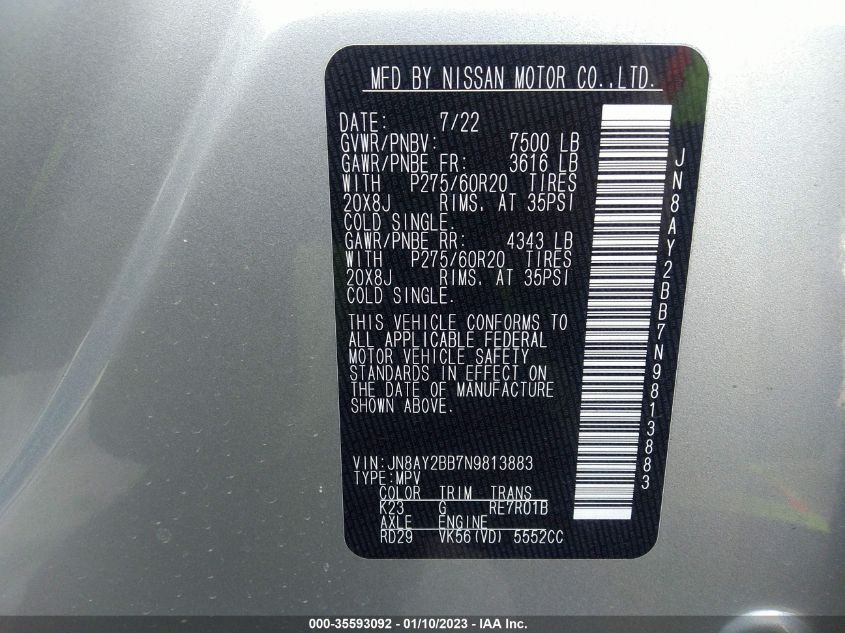 MFD BY NISSAN MOTOR CO.,LTD.
DATE: 7/22
GVWR/PNBV: 7500 LB
GAWR/PNBE FR: 3616 LB
WITH P275/60R20 TIRES
20X8J RIMS, AT 35PSI
COLD SINGLE.
GAWR/PNBE RR: 4343 LB
WITH P275/60R20 TIRES
20X8J RIMS, AT 35PSI
COLD SINGLE.
THIS VEHICLE CONFORMS TO
ALL APPLICABLE FEDERAL
MOTOR VEHICLE SAFETY
STANDARDS IN EFFECT ON
THE DATE OF MANUFACTURE
SHOWN ABOVE.
VIN:JN8AY2BB7N9813883
TYPE:MPV
COLOR TRIM TRANS
K23 G RE7R01B
AXLE ENGINE
RD29 VK56(VD) 5552CC
JN8AY2BB7N9813883
000-35593092 - 01/10/2023 - IAA Inc.